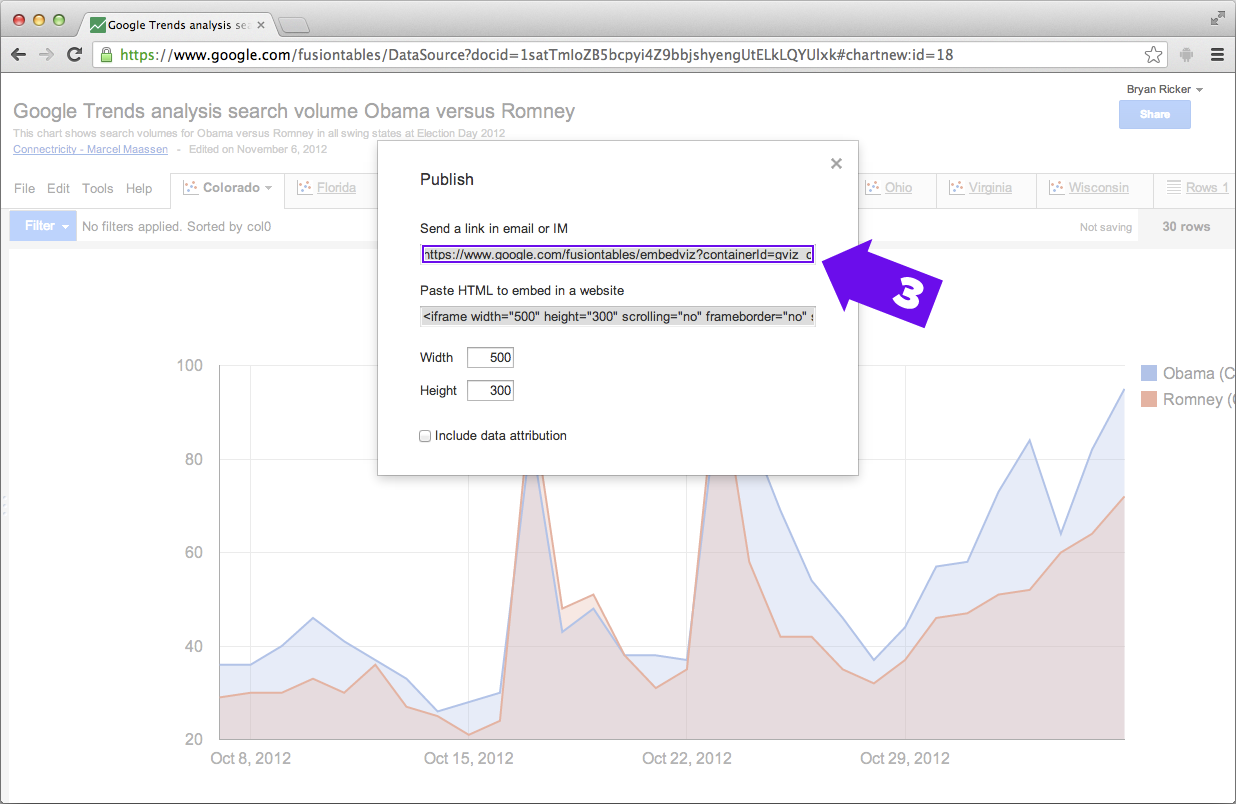 Google Trends analysis sea
https://www.google.com/fusiontables/DataSource?docid=1satTmIoZB5bcpyi4Z9bbjshyengUtELkLQYUlxk#chartnew:id=18
Bryan Ricker
Google Trends analysis search volume Obama versus Romney
Share
This chart shows search volumes for Obama versus Romney in all swing states at Election Day 2012
Connectricity - Marcel Maassen - Edited on November 6, 2012
File Edit Tools Help Colorado Florida Ohio Virginia Wisconsin Rows 1
Filter No filters applied. Sorted by col0 Not saving 30 rows
Publish
Send a link in email or IM
https://www.google.com/fusiontables/embedviz?containerId=gviz_c
3
Paste HTML to embed in a website
<iframe width="500" height="300" scrolling="no" frameborder="no" s
Width 500
Height 300
Include data attribution
Obama (C
Romney (
100
80
60
40
20
Oct 8, 2012 Oct 15, 2012 Oct 22, 2012 Oct 29, 2012